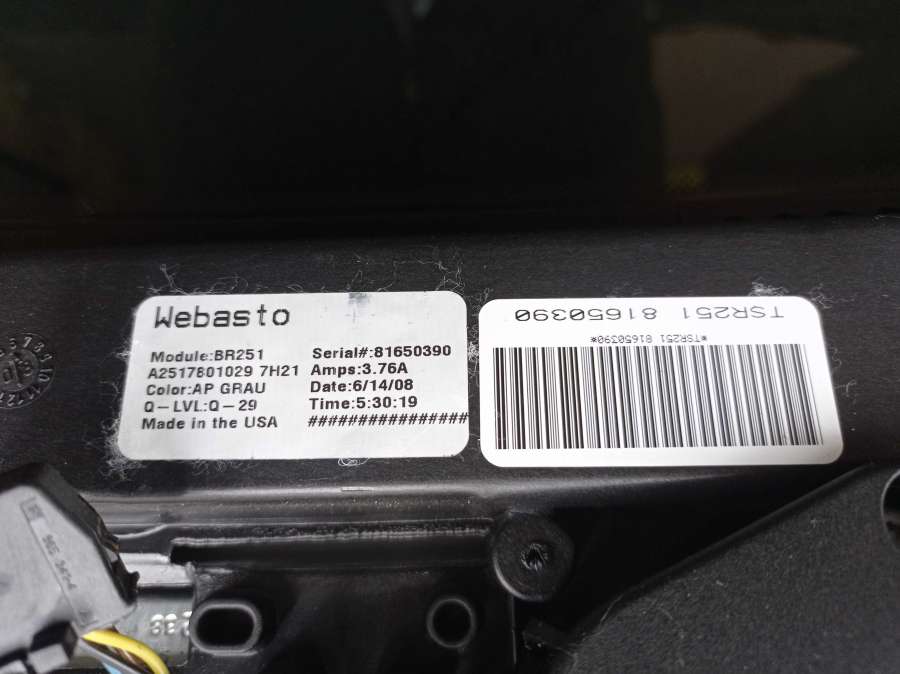 Webasto
Module:BR251
A2517801029 7H21
Color:AP GRAU
Q-LVL:Q-29
Made in the USA
Serial#:81650390
Amps:3.76A
Date:6/14/08
Time:5:30:19
################
TSR251 81650390
*TSR251 81650390*